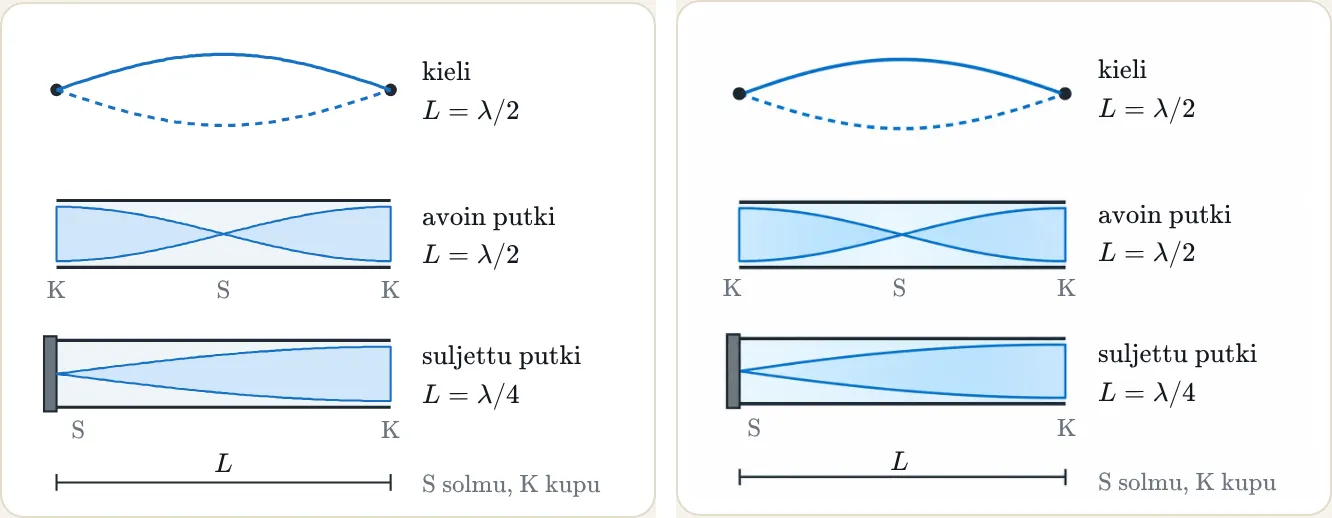 kieli
L = λ/2
avoin putki
L = λ/2
K S K
suljettu putki
L = λ/4
S K
L
S solmu, K kupu
kieli
L = λ/2
avoin putki
L = λ/2
K S K
suljettu putki
L = λ/4
S K
L
S solmu, K kupu